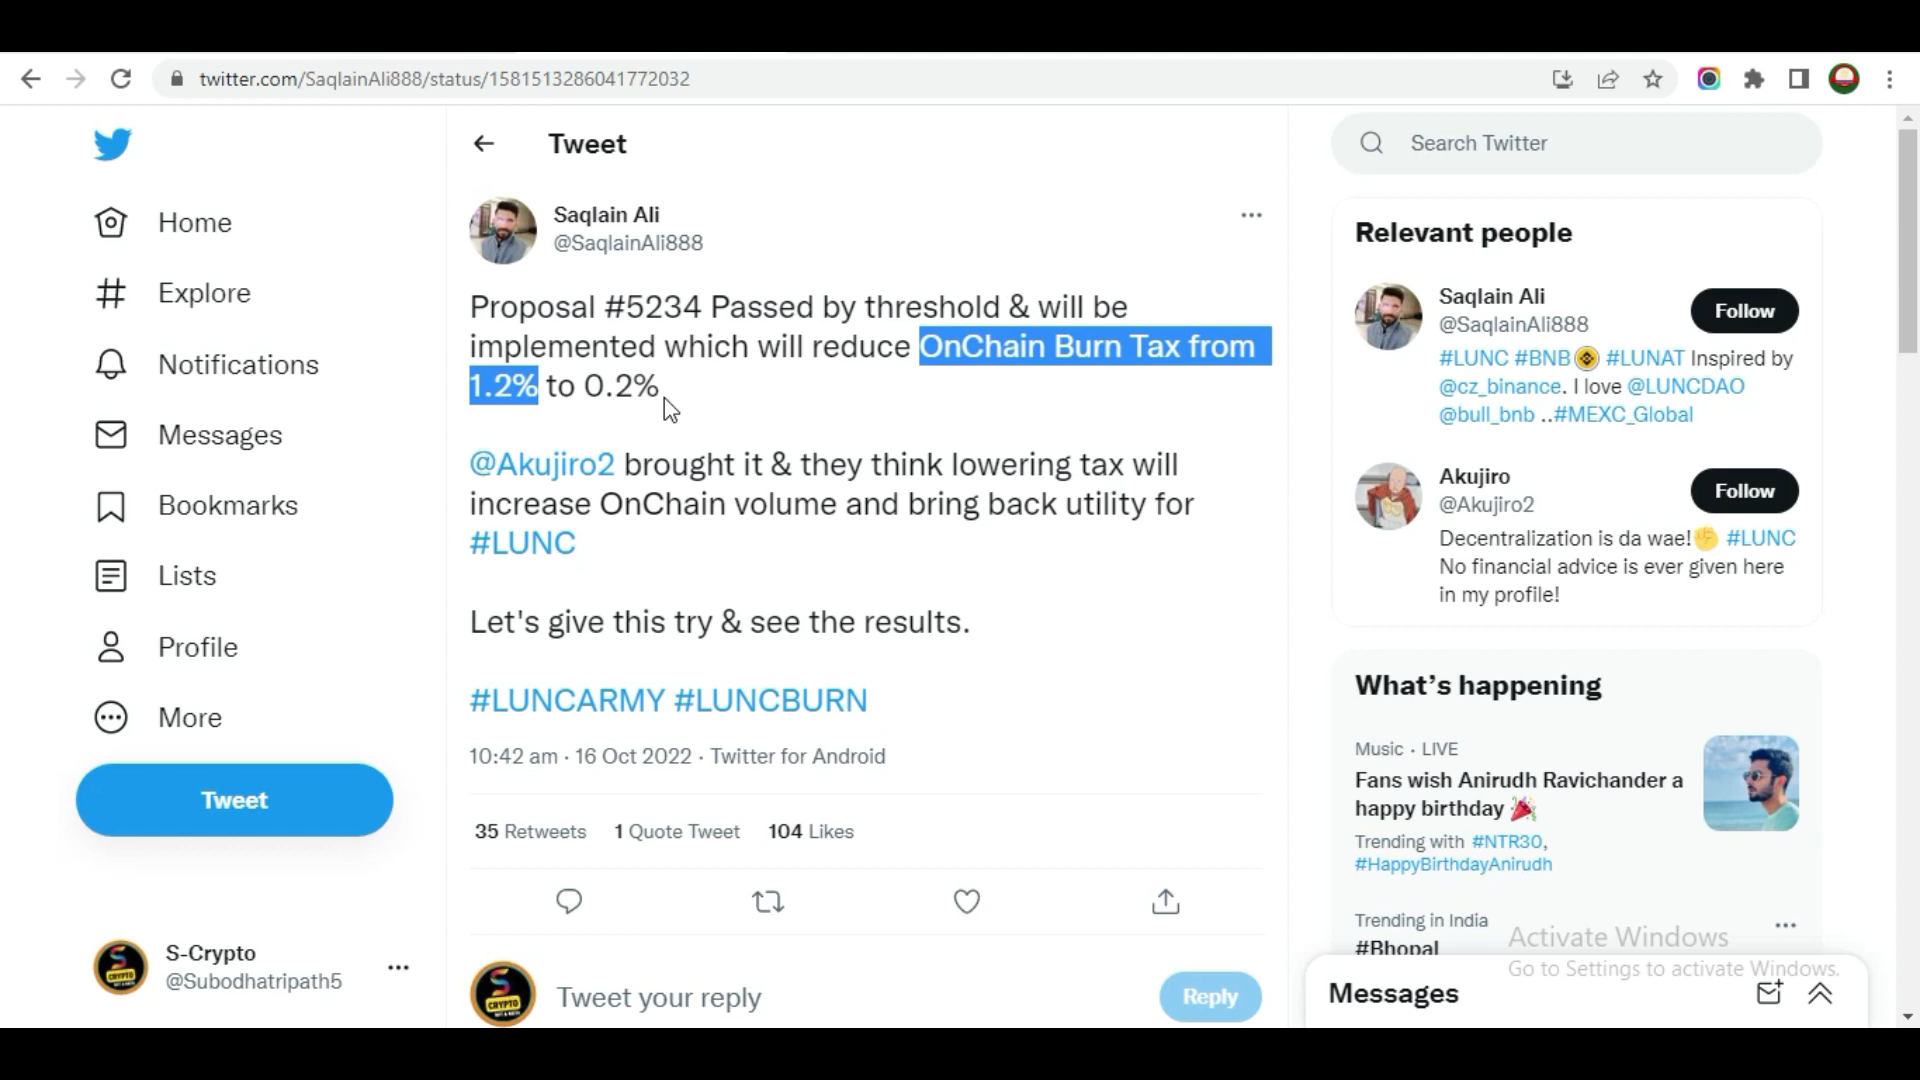 twitter.com/SaqlainAli888/status/1581513286041772032
Home
Explore
Notifications
Messages
Bookmarks
Lists
Profile
More
Tweet
S-Crypto
@Subodhatripath5
Tweet
Saqlain Ali
@SaqlainAli888
Proposal #5234 Passed by threshold & will be
implemented which will reduce OnChain Burn Tax from
1.2% to 0.2%
@Akujiro2 brought it & they think lowering tax will
increase OnChain volume and bring back utility for
#LUNC
Let's give this try & see the results.
#LUNCARMY #LUNCBURN
10:42 am · 16 Oct 2022 · Twitter for Android
35 Retweets 1 Quote Tweet 104 Likes
Tweet your reply
Reply
Search Twitter
Relevant people
Saqlain Ali
@SaqlainAli888
Follow
#LUNC #BNB #LUNAT Inspired by
@cz_binance. I love @LUNCDAO
@bull_bnb ..#MEXC_Global
Akujiro
@Akujiro2
Follow
Decentralization is da wae!✊ #LUNC
No financial advice is ever given here
in my profile!
What's happening
Music · LIVE
Fans wish Anirudh Ravichander a
happy birthday 🎉
Trending with #NTR30,
#HappyBirthdayAnirudh
Trending in India
#Bhopal
Activate Windows
Go to Settings to activate Windows.
Messages